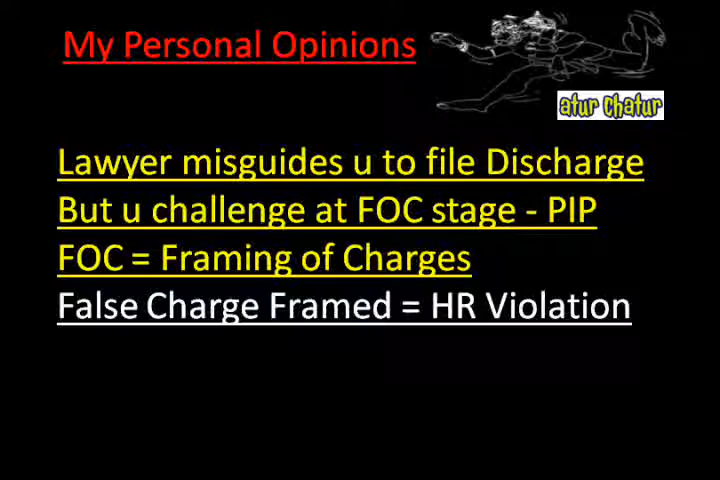 My Personal Opinions
atur chatur
Lawyer misguides u to file Discharge
But u challenge at FOC stage - PIP
FOC = Framing of Charges
False Charge Framed = HR Violation